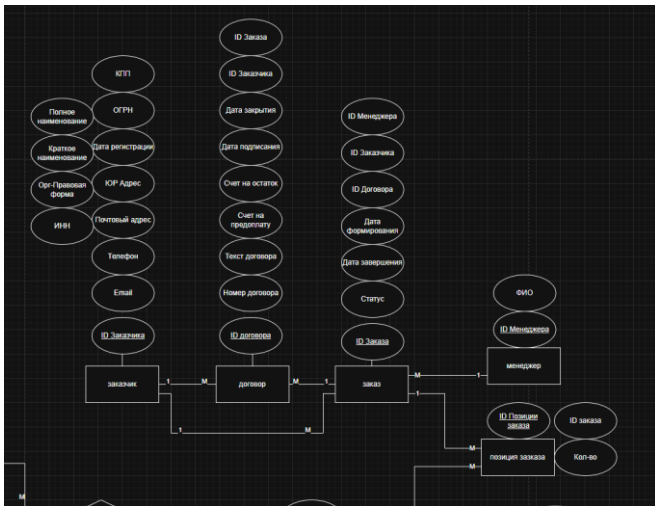 ID Заказа
КПП
ID Заказчика
Полное
наименование
ОГРН
Дата закрытия
ID Менеджера
Краткое
наименование
Дата регистрации
Дата подписания
ID Заказчика
Орг-Правовая
форма
ЮР Адрес
Счет на остаток
ID Договора
ИНН
Почтовый адрес
Счет на
предоплату
Дата
формирования
Телефон
Текст договора
Дата завершения
Email
Номер договора
Статус
ФИО
ID Заказчика
ID договора
ID Заказа
ID Менеджера
заказчик
1
М
договор
М
1
заказ
М
1
менеджер
1
1
М
ID Позиции
заказа
ID заказа
М
позиция зазказа
Кол-во
М
М